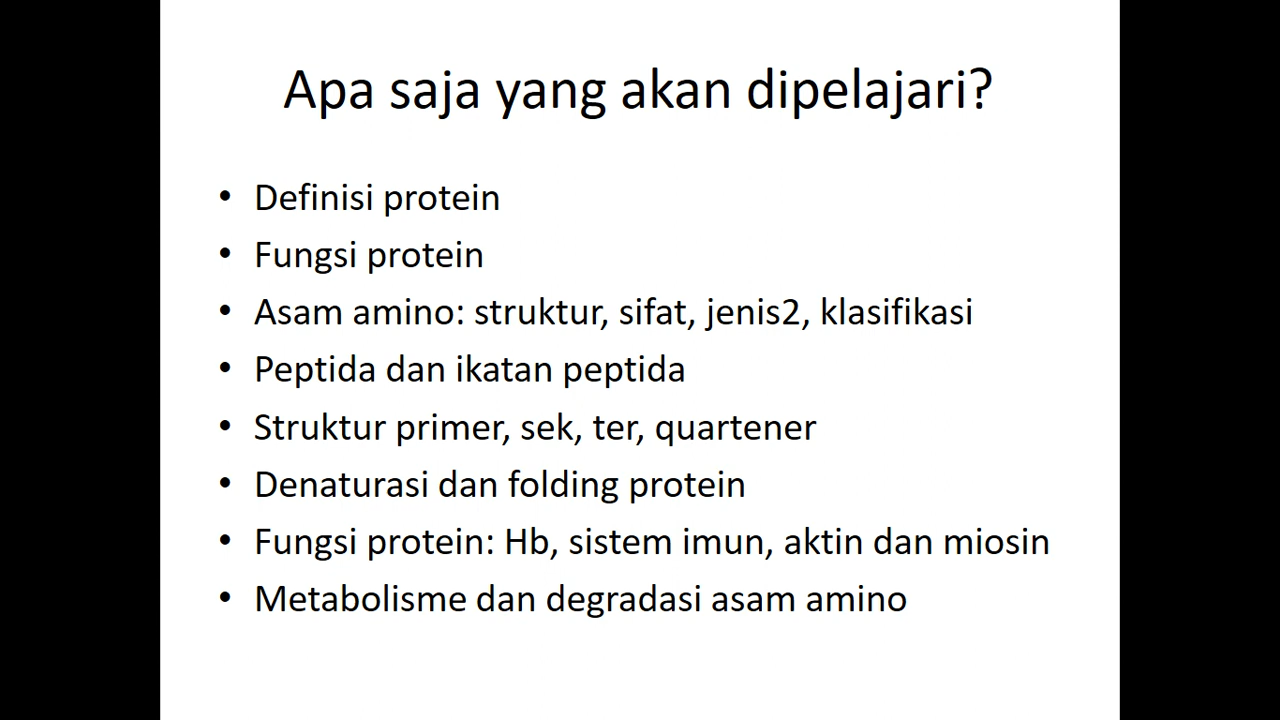 Apa saja yang akan dipelajari?
• Definisi protein
• Fungsi protein
• Asam amino: struktur, sifat, jenis2, klasifikasi
• Peptida dan ikatan peptida
• Struktur primer, sek, ter, quartener
• Denaturasi dan folding protein
• Fungsi protein: Hb, sistem imun, aktin dan miosin
• Metabolisme dan degradasi asam amino